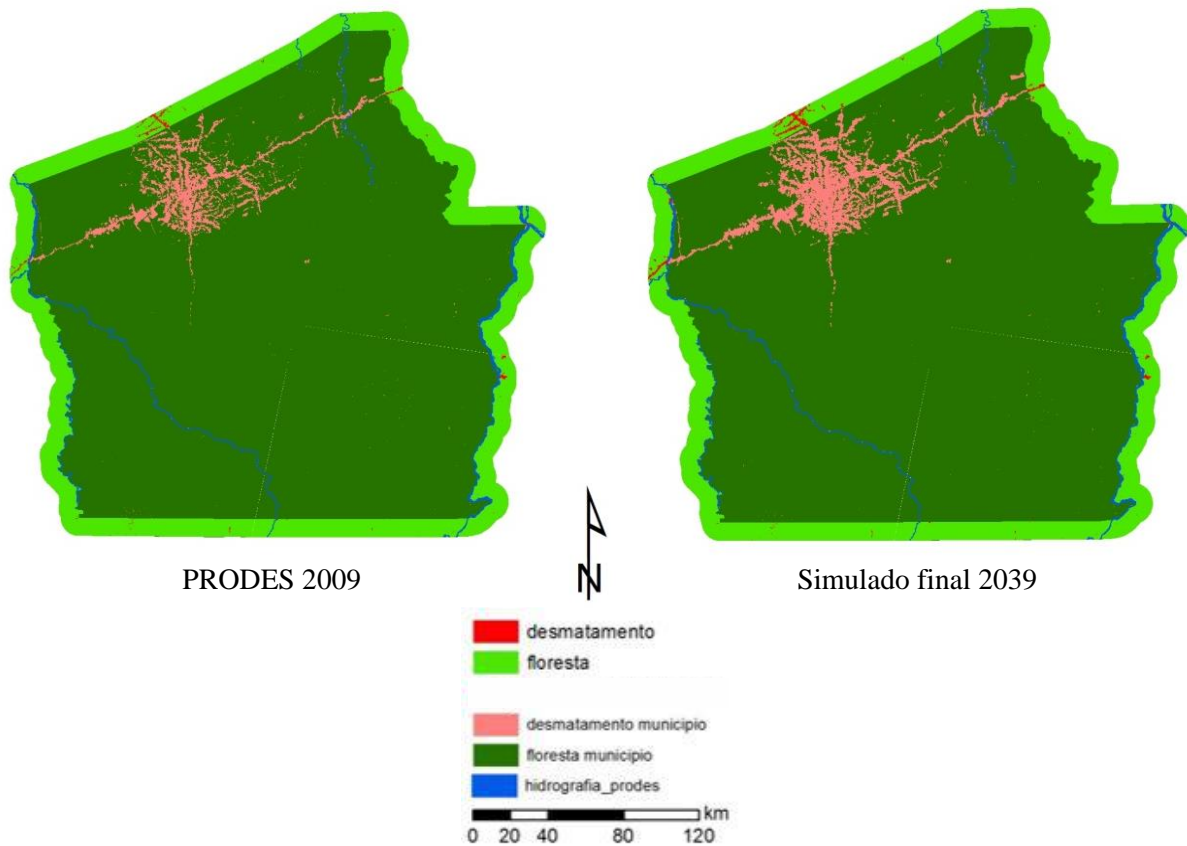 PRODES 2009
Simulado final 2039
N
desmatamento
floresta
desmatamento municipio
floresta municipio
hidrografia_prodes
km
0 20 40 80 120